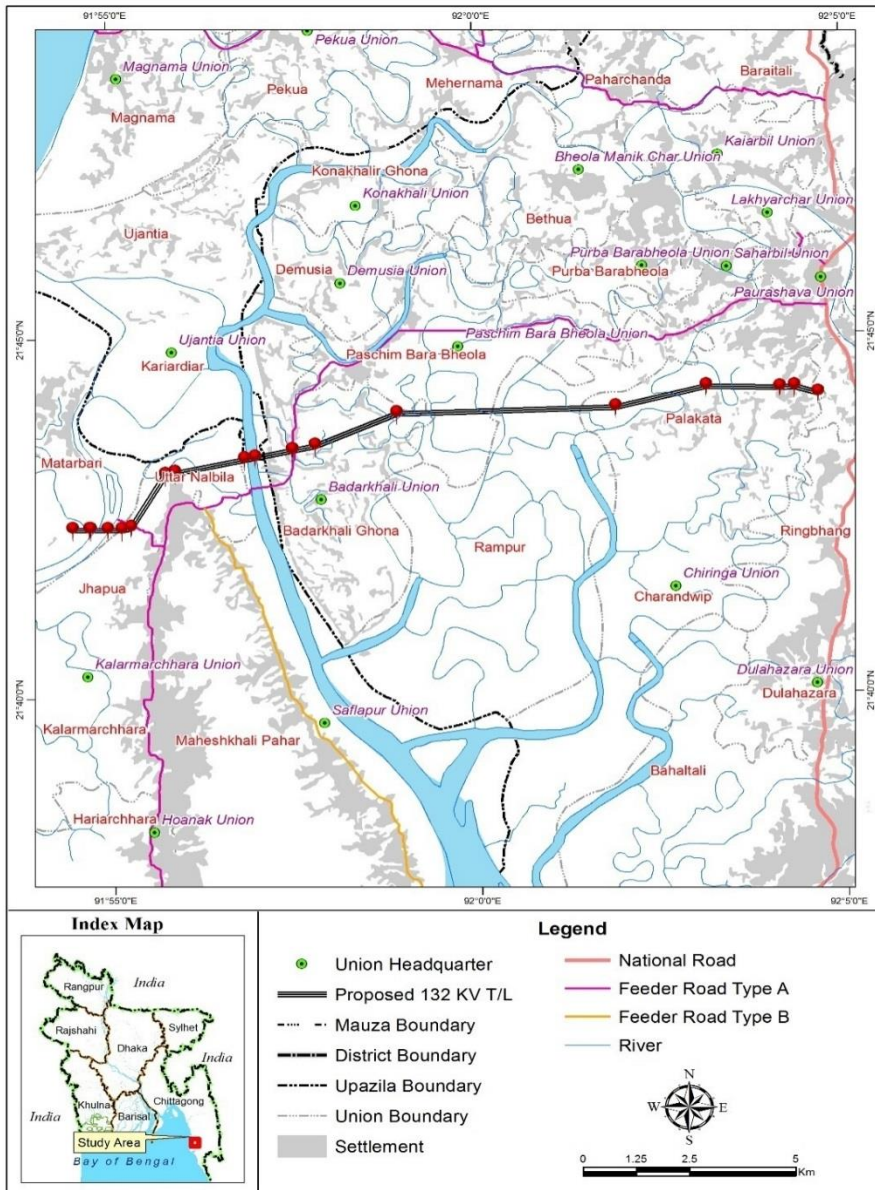 91°55'0"E
92°0'0"E
92°5'0"E
Pekua Union
Magnama Union
Pekua
Mehernama
Paharchanda
Baraitali
Magnama
Kaiarbil Union
Bheola Manik Char Union
Konakhalir Ghona
Konakhali Union
Lakhyarchar Union
Bethua
Ujantia
Purba Barabheola Union
Saharbil Union
Demusia
Demusia Union
Purba Barabheola
Paurashava Union
21°45'0"N
21°45'0"N
Ujantia Union
Paschim Bara Bheola Union
Kariardiar
Paschim Bara Bheola
Palakata
Matarbari
Uttar Nalbila
Badarkhali Union
Badarkhali Ghona
Rampur
Ringbhang
Jhapua
Chiringa Union
Charandwip
Kalarmarchhara Union
Dulahazara Union
21°40'0"N
21°40'0"N
Dulahazara
Saflapur Union
Kalarmarchhara
Maheshkhali Pahar
Bahaltali
Hariarchhara
Hoanak Union
91°55'0"E
92°0'0"E
92°5'0"E
Index Map
India
Rangpur
Rajshahi
Sylhet
Dhaka
India
India
Khulna
Barisal
Chittagong
Study Area
Bay of Bengal
Legend
Union Headquarter
Proposed 132 KV T/L
Mauza Boundary
District Boundary
Upazila Boundary
Union Boundary
Settlement
National Road
Feeder Road Type A
Feeder Road Type B
River
N
W
E
S
0 1.25 2.5 5
Km